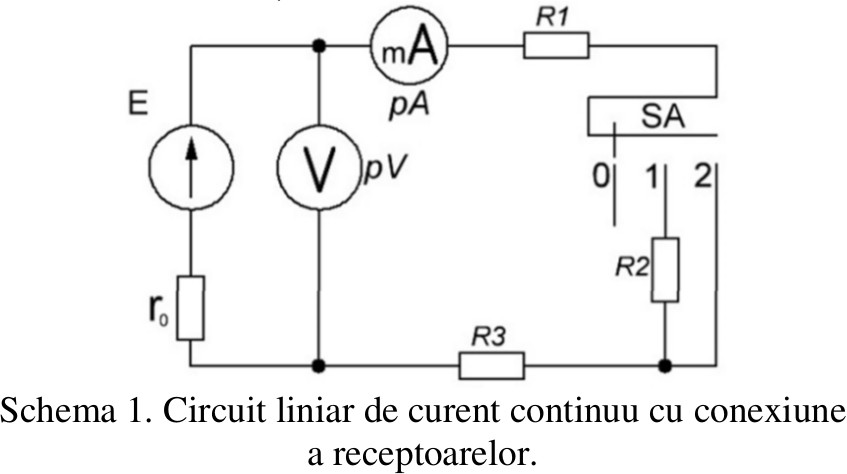 R1
mA
pA
E
SA
V pV
0 1 2
R2
r₀
R3
Schema 1. Circuit liniar de curent continuu cu conexiune
a receptoarelor.